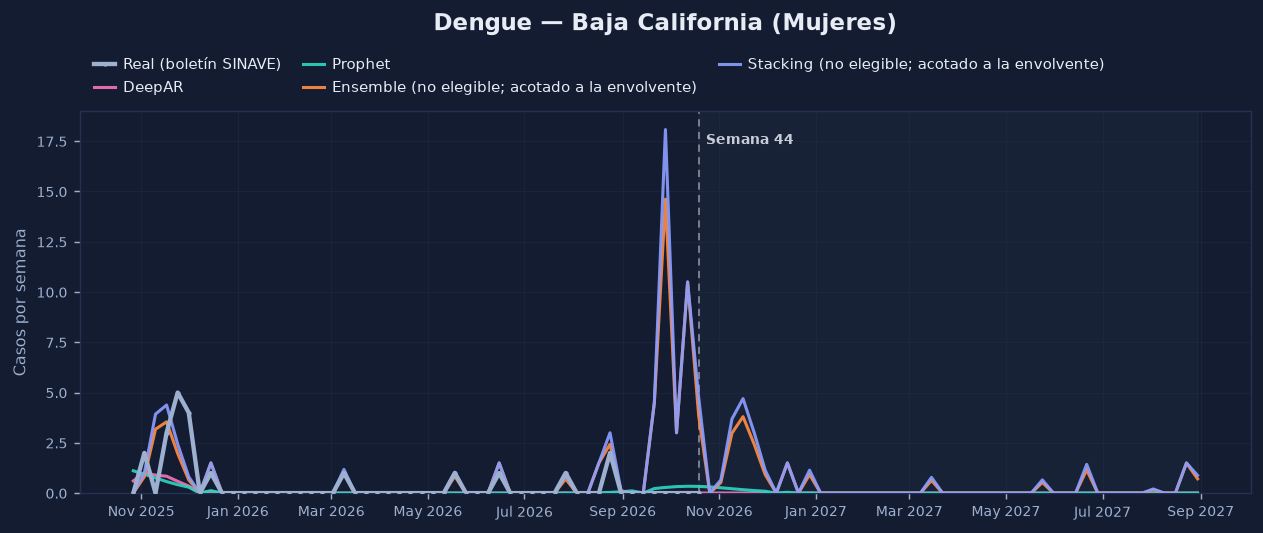 Dengue — Baja California (Mujeres)
Real (boletín SINAVE)
Prophet
Stacking (no elegible; acotado a la envolvente)
DeepAR
Ensemble (no elegible; acotado a la envolvente)
Semana 44
Casos por semana
17.5
15.0
12.5
10.0
7.5
5.0
2.5
0.0
Nov 2025
Jan 2026
Mar 2026
May 2026
Jul 2026
Sep 2026
Nov 2026
Jan 2027
Mar 2027
May 2027
Jul 2027
Sep 2027